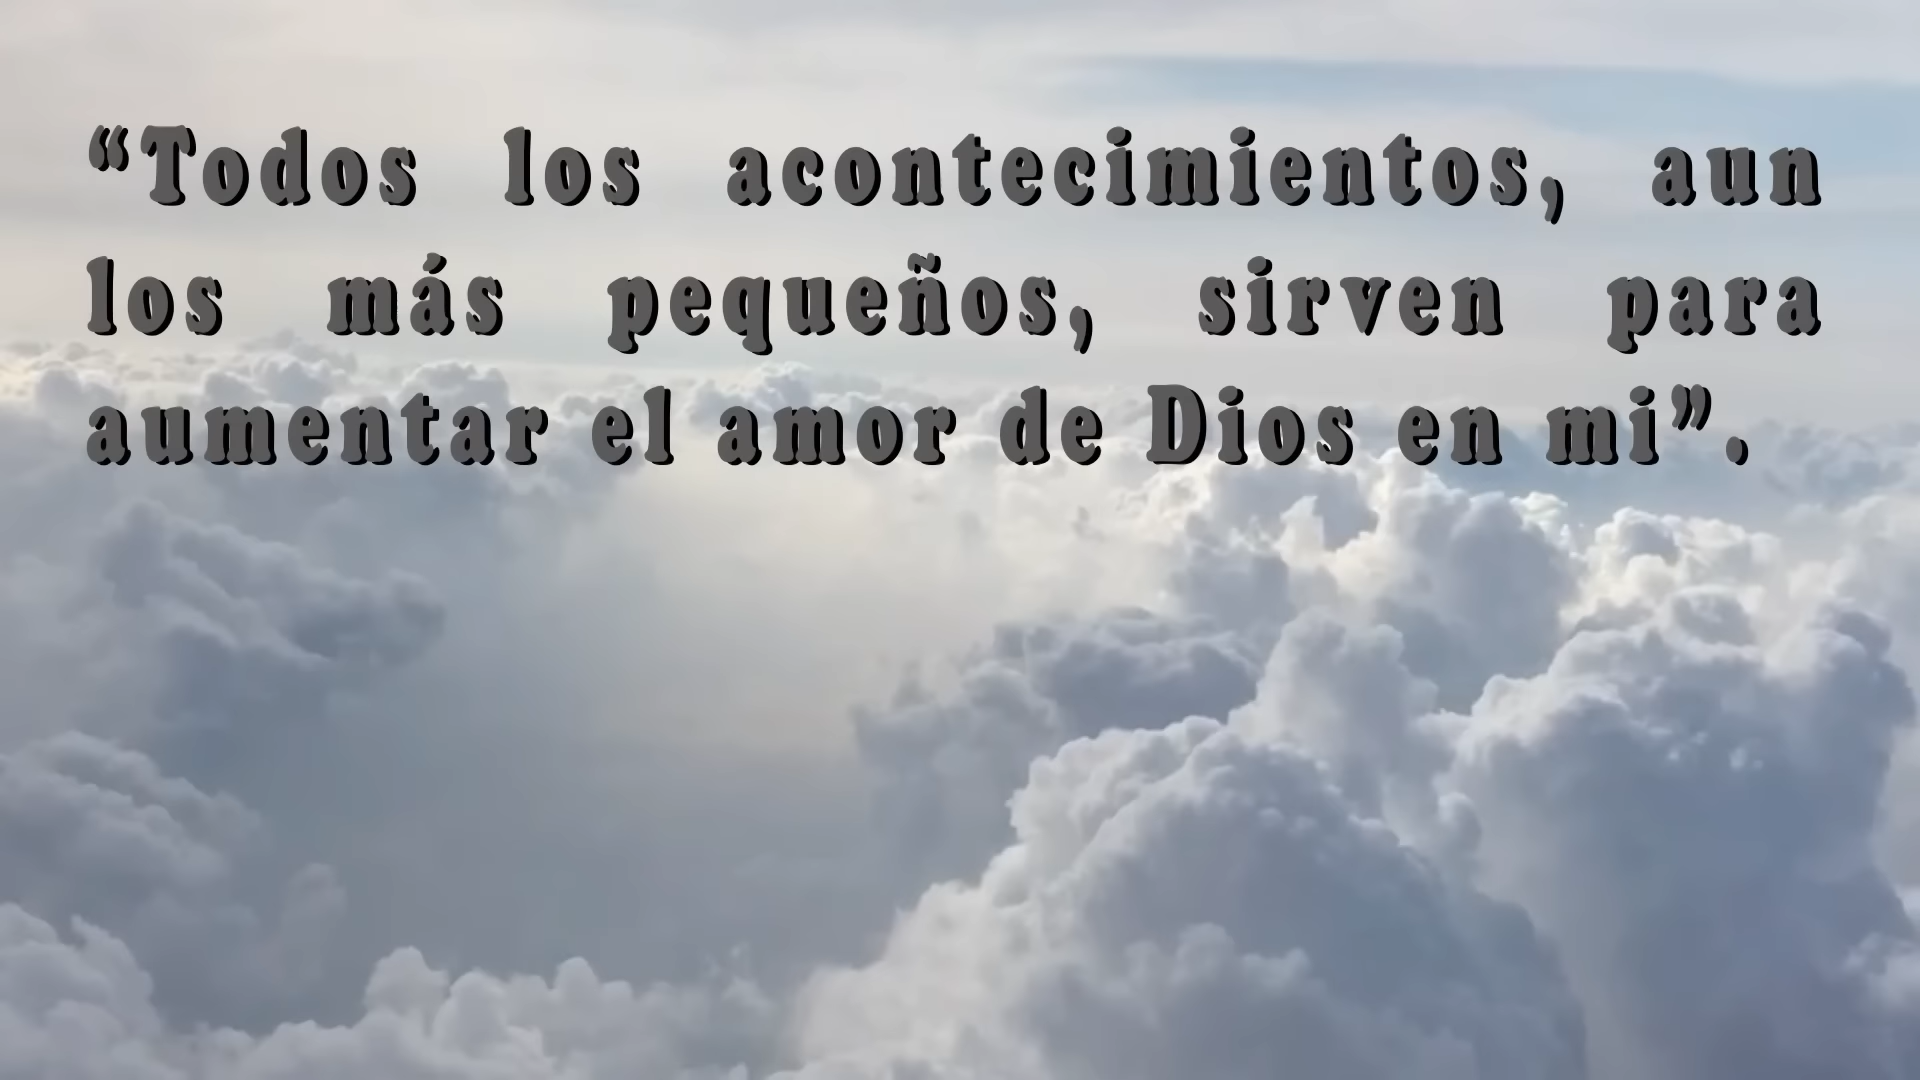 “Todos los acontecimientos, aun
los más pequeños, sirven para
aumentar el amor de Dios en mi”.